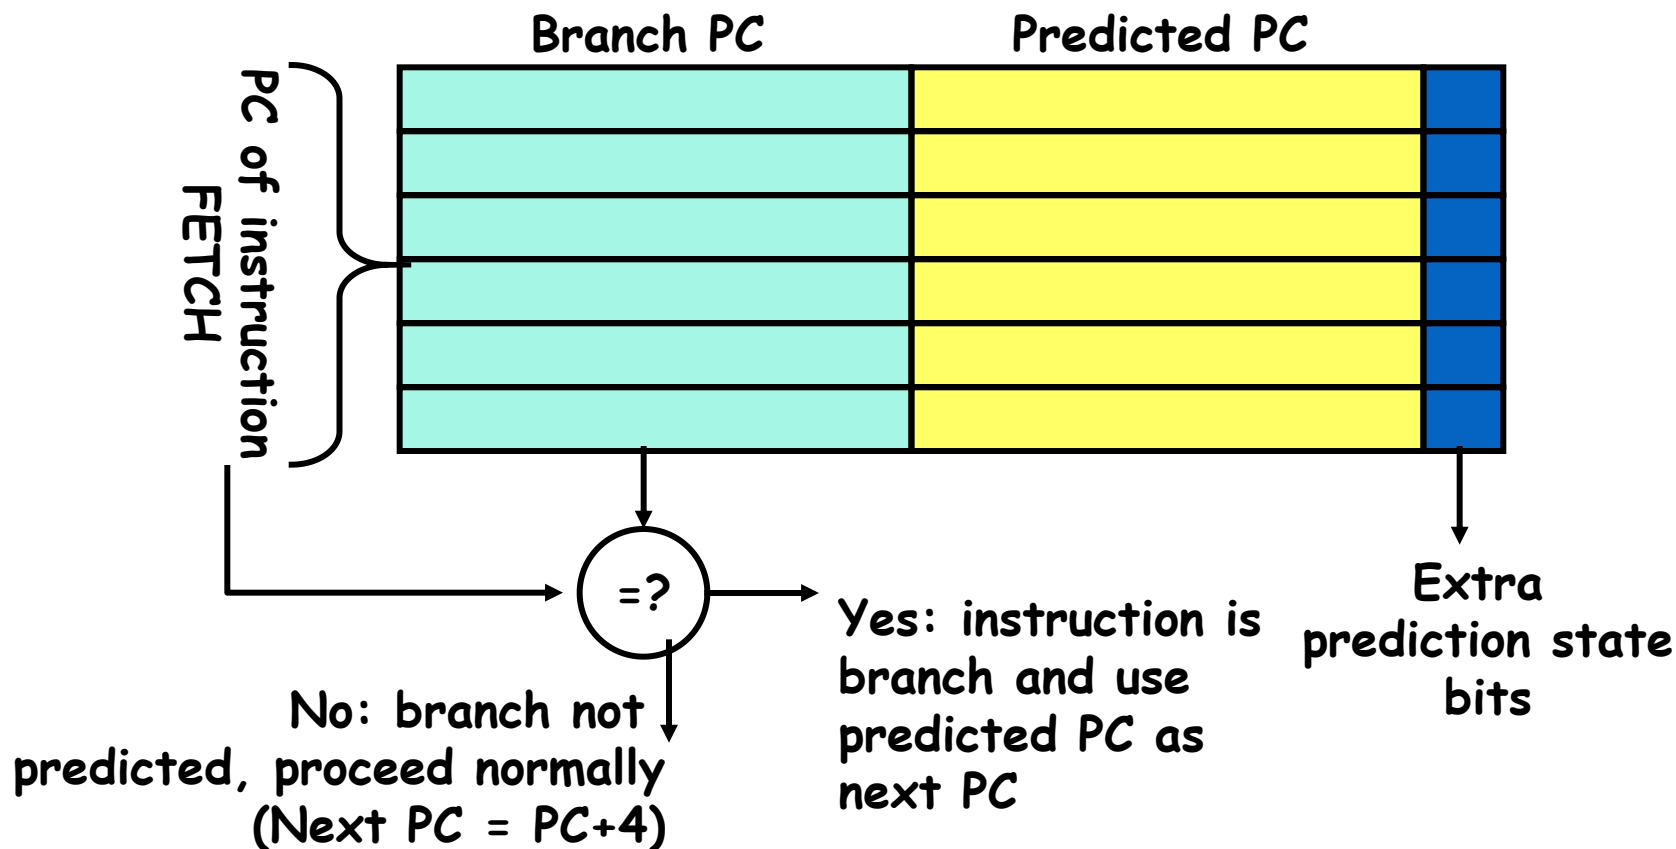 Branch PC
Predicted PC
PC of instruction
FETCH
=?
Yes: instruction is
branch and use
predicted PC as
next PC
Extra
prediction state
bits
No: branch not
predicted, proceed normally
(Next PC = PC+4)